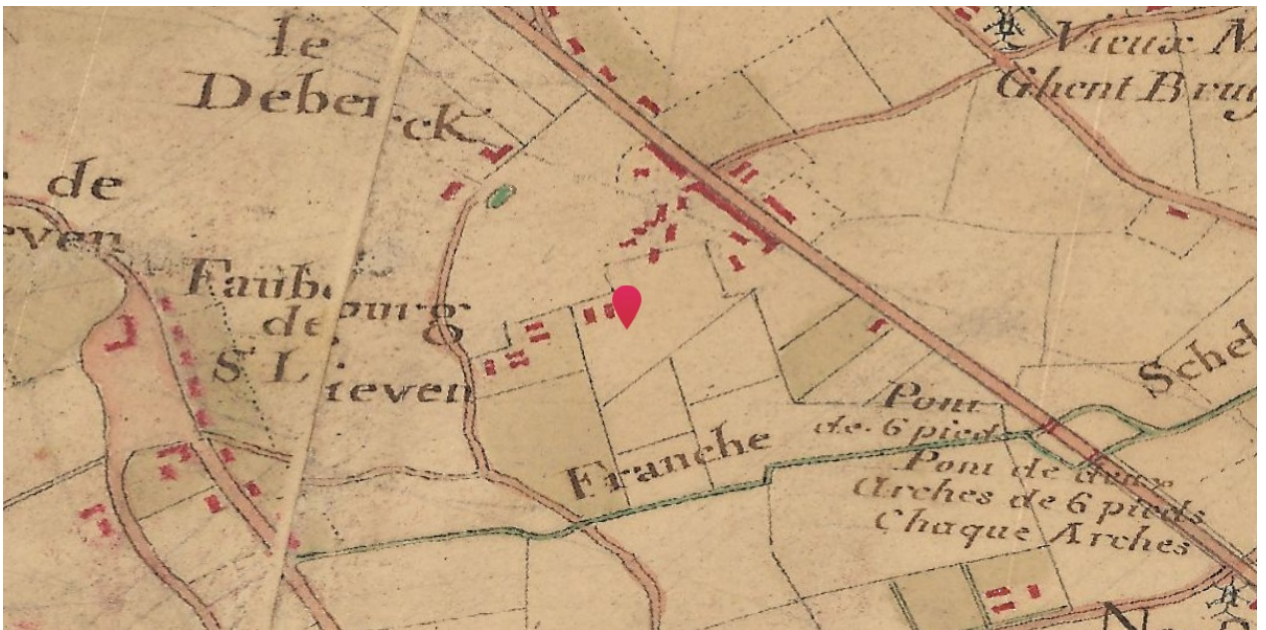 le
Deberck
Vieux M
Ghent Brug
de
even
Faubourg
de
S.t Lieven
Schel
Pont
de 6 pieds
Franche
Pont de deux
Arches de 6 pieds
Chaque Arches
N